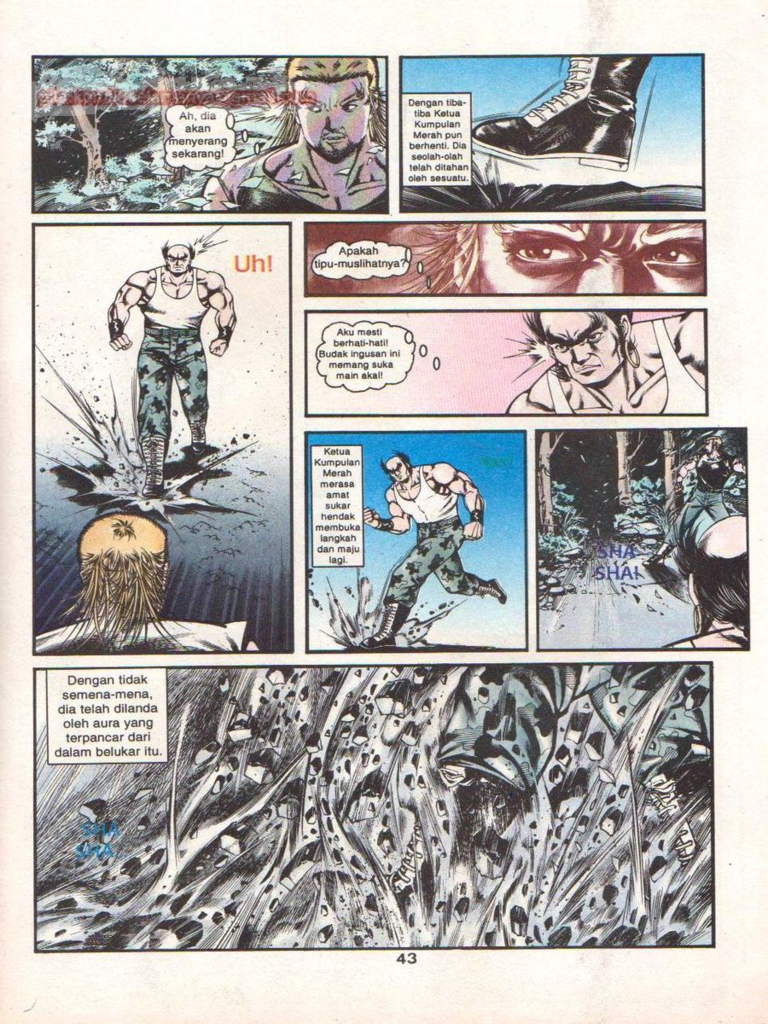 Ah, dia
akan
menyerang
sekarang!
Dengan tiba-
tiba Ketua
Kumpulan
Merah pun
berhenti. Dia
seolah-olah
telah ditahan
oleh sesuatu.
Uh!
Apakah
tipu-muslihatnya?
Aku mesti
berhati-hati!
Budak ingusan ini
memang suka
main akal!
Ketua
Kumpulan
Merah
merasa
amat
sukar
hendak
membuka
langkah
dan maju
lagi.
SHA
SHA!
Dengan tidak
semena-mena,
dia telah dilanda
oleh aura yang
terpancar dari
dalam belukar itu.
SHA
SHA
43